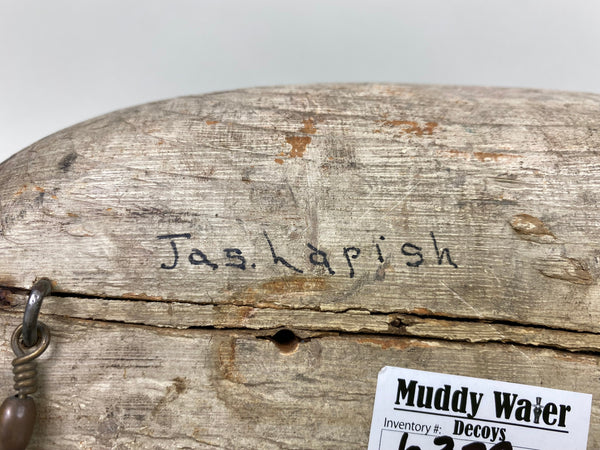 Jas. Lapish
Muddy Water
Decoys
Inventory #: